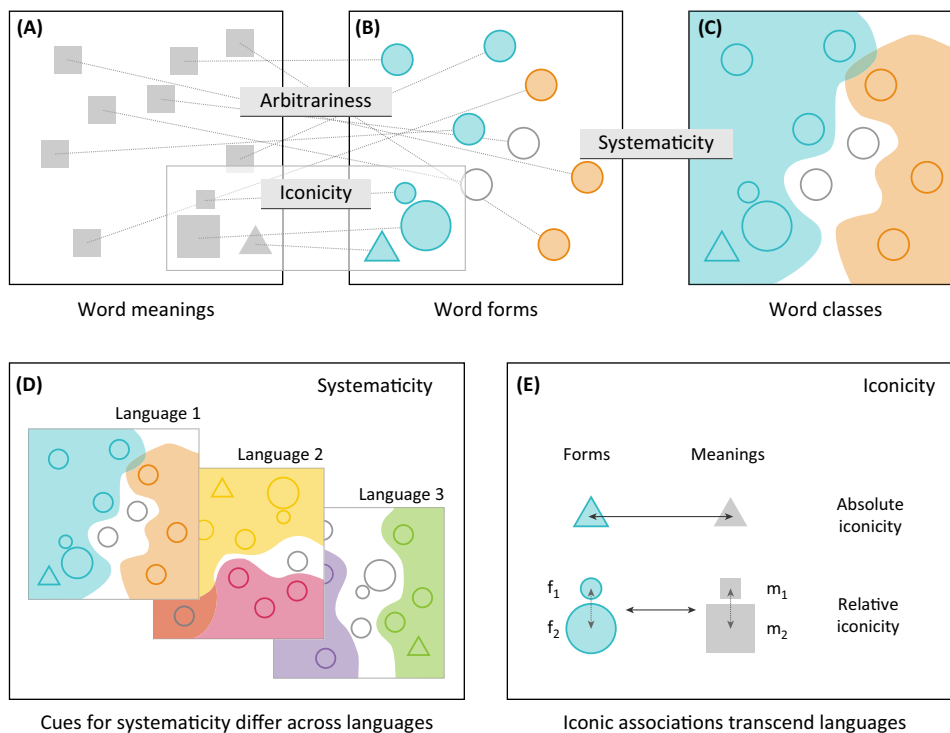 (A)
(B)
(C)
Arbitrariness
Systematicity
Iconicity
Word meanings
Word forms
Word classes
(D)
Systematicity
Language 1
Language 2
Language 3
Cues for systematicity differ across languages
(E)
Iconicity
Forms
Meanings
Absolute
iconicity
f₁
m₁
f₂
m₂
Relative
iconicity
Iconic associations transcend languages